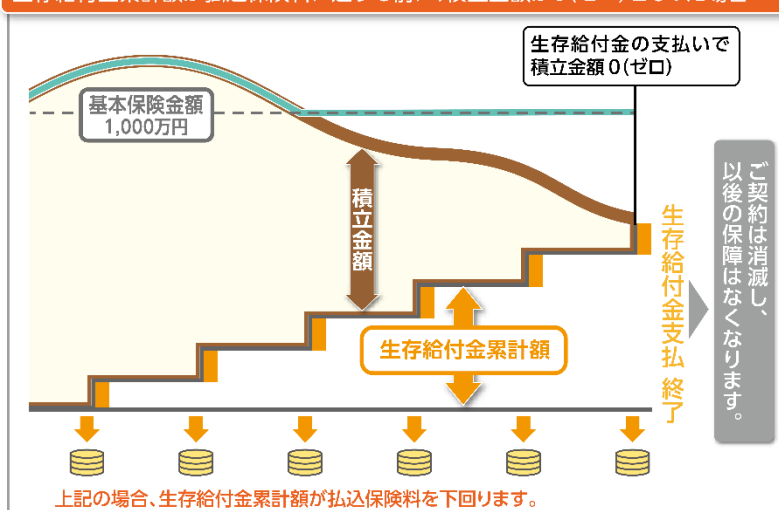 生存給付金の支払いで
積立金額0(ゼロ)
基本保険金額
1,000万円
積立金額
生存給付金累計額
生存給付金支払 終了
ご契約は消滅し、
以後の保障はなくなります。
上記の場合、生存給付金累計額が払込保険料を下回ります。